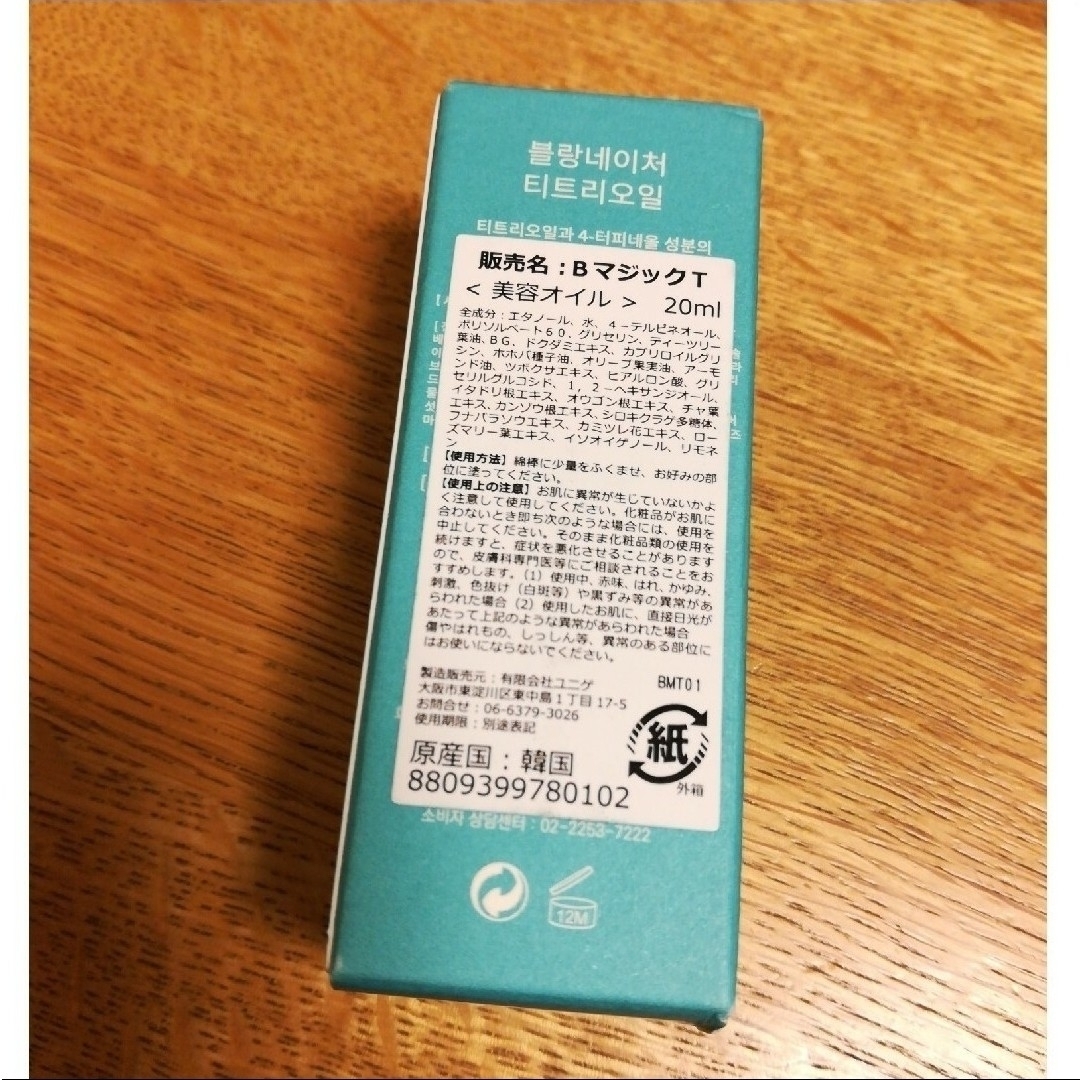 블랑네이처
티트리오일
티트리오일과 4-터피네올 성분의
販売名：BマジックT
< 美容オイル > 20ml
全成分：エタノール、水、４－テルピネオール、
ポリソルベート６０、グリセリン、ティーツリー
葉油、ＢＧ、ドクダミエキス、カプリロイルグリ
シン、ホホバ種子油、オリーブ果実油、アーモ
ンド油、ツボクサエキス、ヒアルロン酸、グリ
セリルグルコシド、１，２－ヘキサンジオール、
イタドリ根エキス、オウゴン根エキス、チャ葉
エキス、カンゾウ根エキス、シロキクラゲ多糖体、
フナバラソウエキス、カミツレ花エキス、ロー
ズマリー葉エキス、イソオイゲノール、リモネ
ン
【使用方法】綿棒に少量をふくませ、お好みの部
位に塗ってください。
【使用上の注意】お肌に異常が生じていないかよ
く注意して使用してください。化粧品がお肌に
合わないとき即ち次のような場合には、使用を
中止してください。そのまま化粧品類の使用を
続けますと、症状を悪化させることがあります
ので、皮膚科専門医等にご相談されることをお
すすめします。（1）使用中、赤味、はれ、かゆみ、
刺激、色抜け（白斑等）や黒ずみ等の異常があ
らわれた場合（2）使用したお肌に、直接日光が
あたって上記のような異常があらわれた場合
傷やはれもの、しっしん等、異常のある部位に
はお使いにならないでください。
BMT01
製造販売元：有限会社ユニゲ
大阪市東淀川区東中島１丁目17-5
お問合せ：06-6379-3026
使用期限：別途表記
紙
外箱
原産国：韓国
8809399780102
소비자 상담센터 : 02-2253-7222
12M